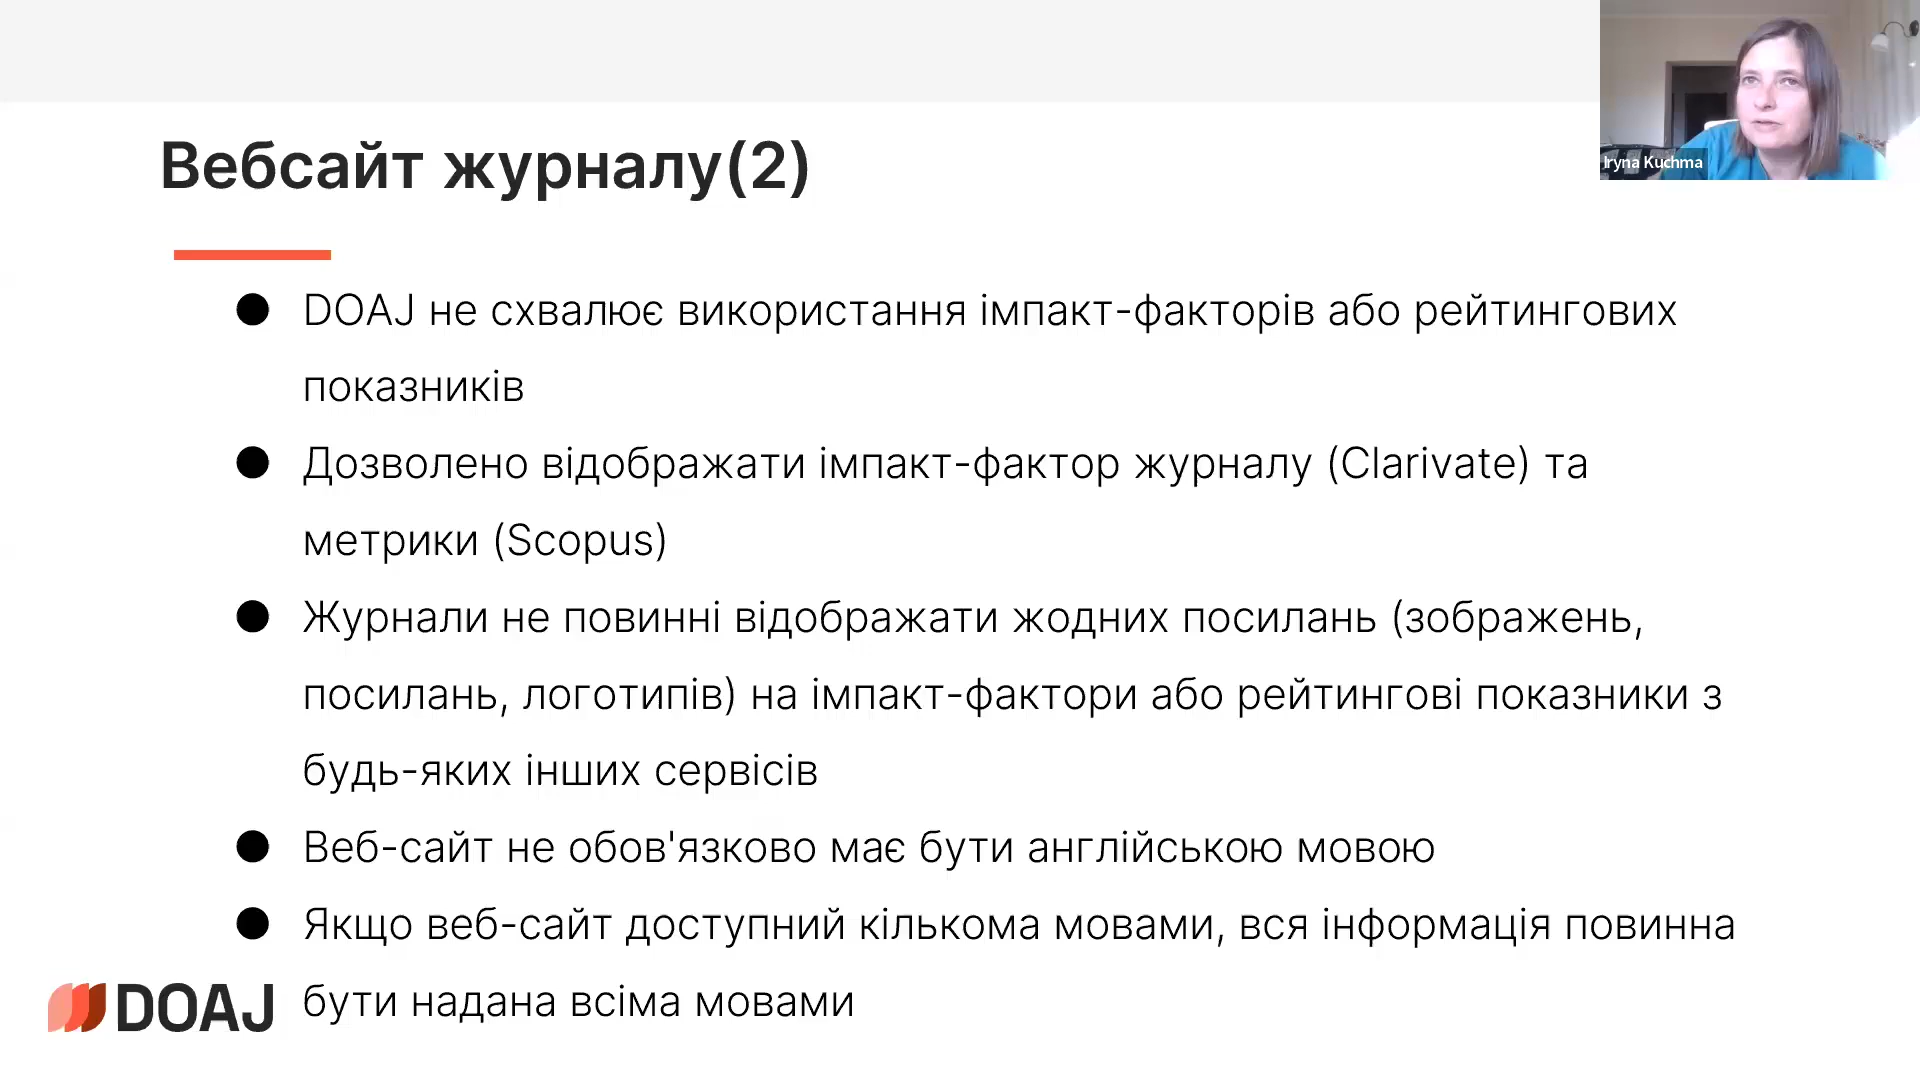 Iryna Kuchma
Вебсайт журналу(2)
● DOAJ не схвалює використання імпакт-факторів або рейтингових
показників
● Дозволено відображати імпакт-фактор журналу (Clarivate) та
метрики (Scopus)
● Журнали не повинні відображати жодних посилань (зображень,
посилань, логотипів) на імпакт-фактори або рейтингові показники з
будь-яких інших сервісів
● Веб-сайт не обов'язково має бути англійською мовою
● Якщо веб-сайт доступний кількома мовами, вся інформація повинна
бути надана всіма мовами
DOAJ